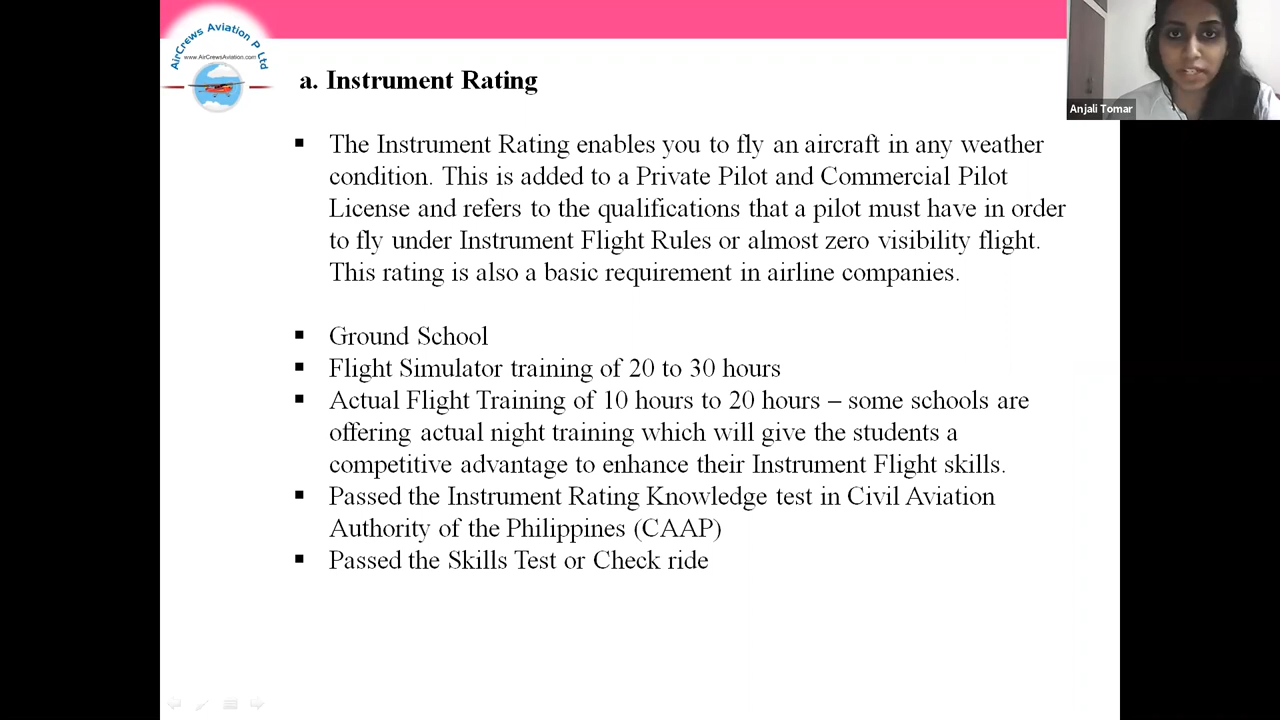 AirCrews Aviation P Ltd
www.AirCrewsAviation.com
a. Instrument Rating
Anjali Tomar
▪ The Instrument Rating enables you to fly an aircraft in any weather
condition. This is added to a Private Pilot and Commercial Pilot
License and refers to the qualifications that a pilot must have in order
to fly under Instrument Flight Rules or almost zero visibility flight.
This rating is also a basic requirement in airline companies.
▪ Ground School
▪ Flight Simulator training of 20 to 30 hours
▪ Actual Flight Training of 10 hours to 20 hours – some schools are
offering actual night training which will give the students a
competitive advantage to enhance their Instrument Flight skills.
▪ Passed the Instrument Rating Knowledge test in Civil Aviation
Authority of the Philippines (CAAP)
▪ Passed the Skills Test or Check ride